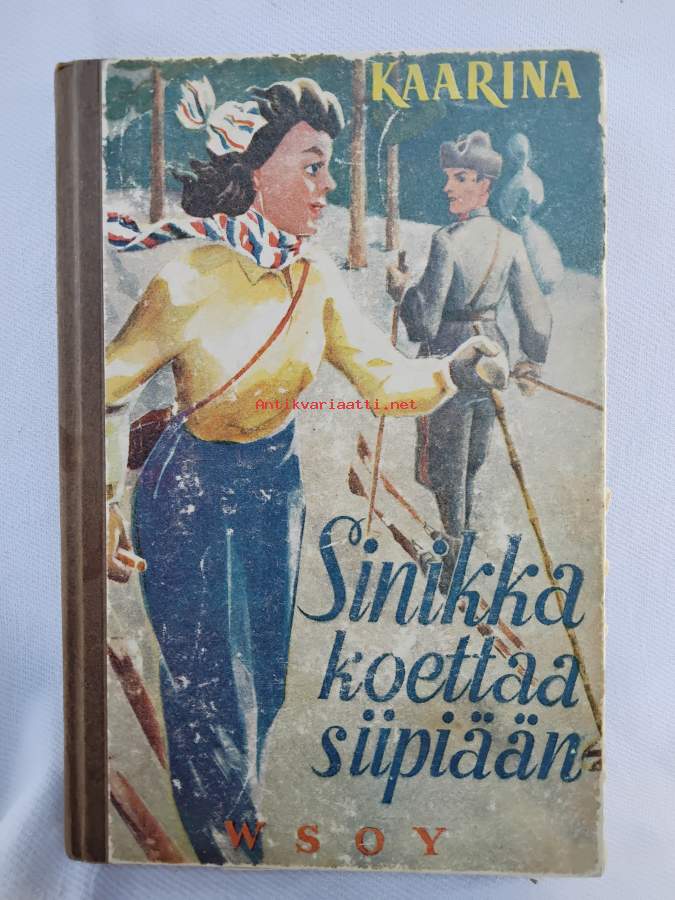 KAARINA
Antikvariaatti.net
Sinikka
koettaa
siipiään
WSOY